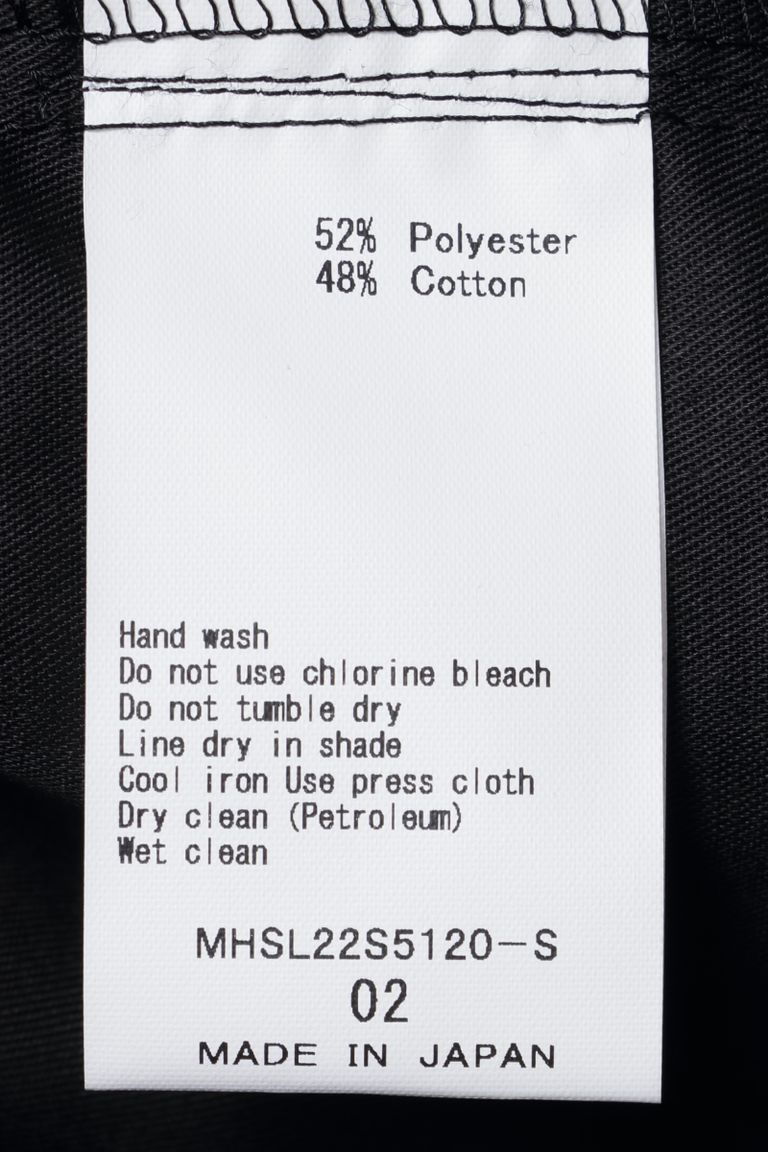 52% Polyester
48% Cotton
Hand wash
Do not use chlorine bleach
Do not tumble dry
Line dry in shade
Cool iron Use press cloth
Dry clean (Petroleum)
Wet clean
MHSL22S5120-S
02
MADE IN JAPAN